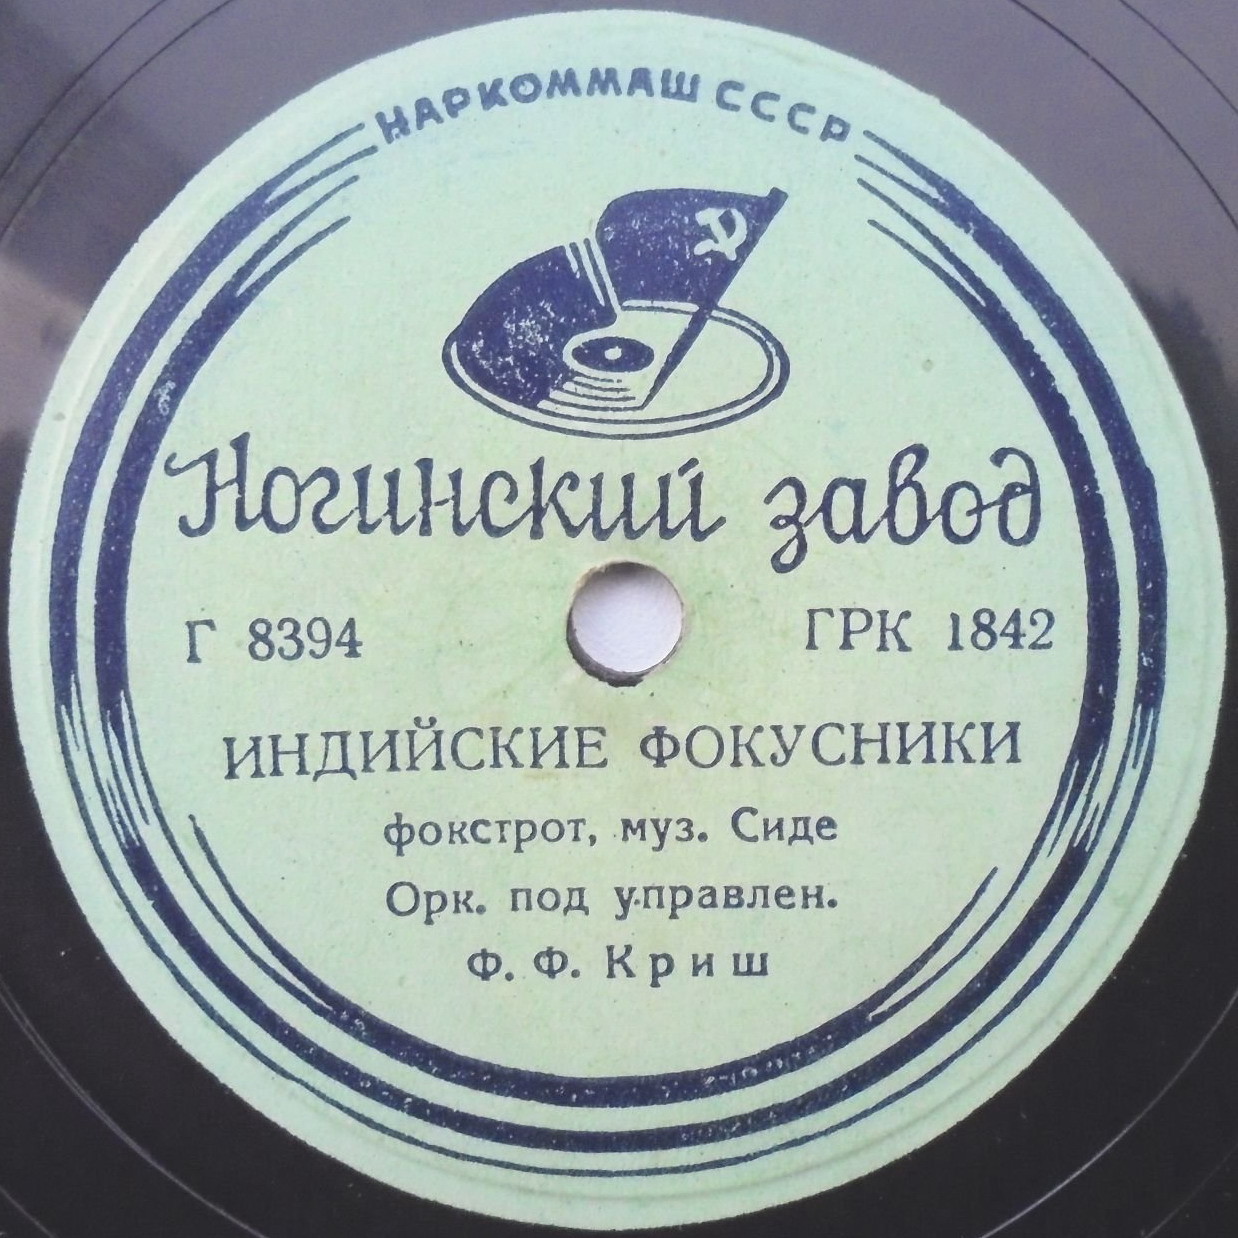 НАРКОММАШ СССР
Ногинский завод
Г 8394
ГРК 1842
ИНДИЙСКИЕ ФОКУСНИКИ
фокстрот, муз. Сиде
Орк. под управлен.
Ф. Ф. Криш